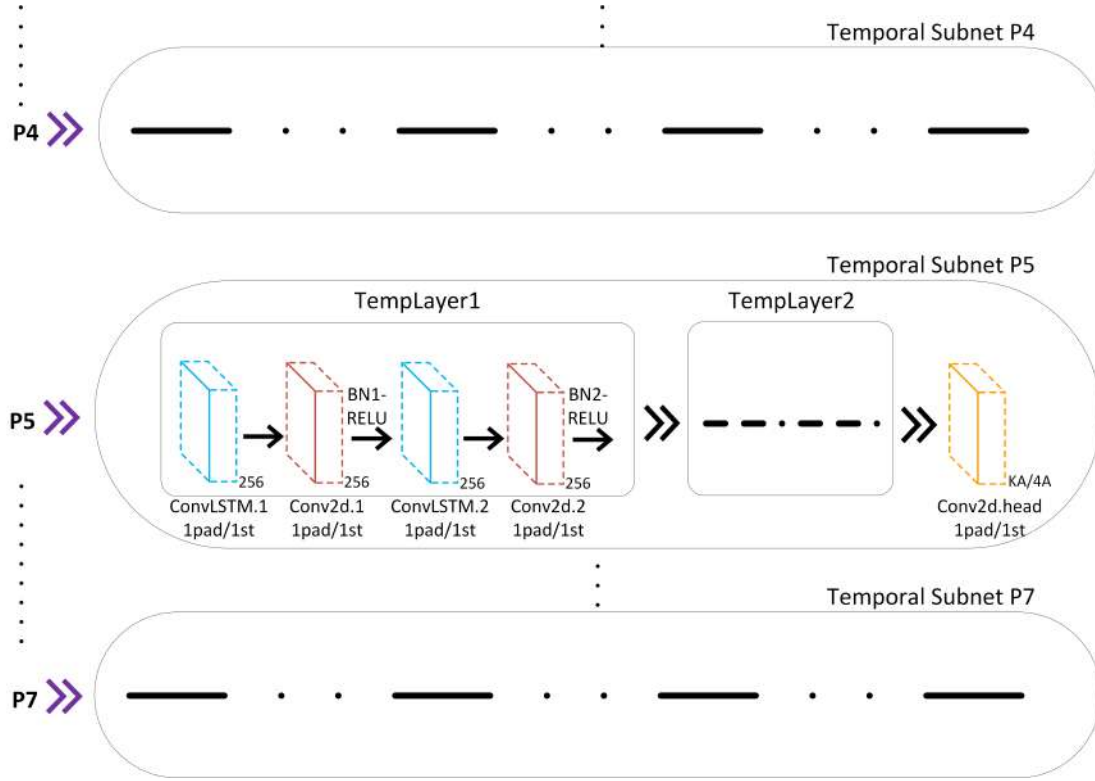 Temporal Subnet P4
P4
Temporal Subnet P5
TempLayer1
TempLayer2
P5
BN1-
RELU
BN2-
RELU
256
256
256
256
KA/4A
ConvLSTM.1
1pad/1st
Conv2d.1
1pad/1st
ConvLSTM.2
1pad/1st
Conv2d.2
1pad/1st
Conv2d.head
1pad/1st
Temporal Subnet P7
P7